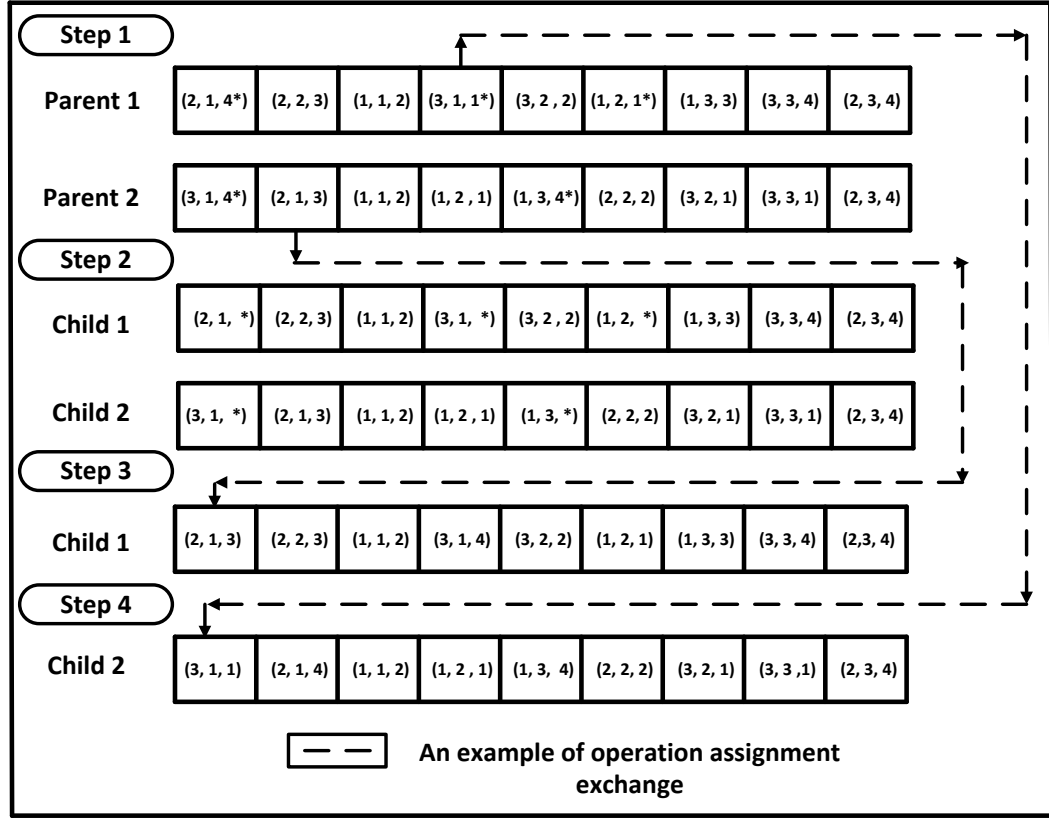 Step 1
Parent 1 (2, 1, 4*) (2, 2, 3) (1, 1, 2) (3, 1, 1*) (3, 2 , 2) (1, 2, 1*) (1, 3, 3) (3, 3, 4) (2, 3, 4)
Parent 2 (3, 1, 4*) (2, 1, 3) (1, 1, 2) (1, 2 , 1) (1, 3, 4*) (2, 2, 2) (3, 2, 1) (3, 3, 1) (2, 3, 4)
Step 2
Child 1 (2, 1, *) (2, 2, 3) (1, 1, 2) (3, 1, *) (3, 2 , 2) (1, 2, *) (1, 3, 3) (3, 3, 4) (2, 3, 4)
Child 2 (3, 1, *) (2, 1, 3) (1, 1, 2) (1, 2 , 1) (1, 3, *) (2, 2, 2) (3, 2, 1) (3, 3, 1) (2, 3, 4)
Step 3
Child 1 (2, 1, 3) (2, 2, 3) (1, 1, 2) (3, 1, 4) (3, 2, 2) (1, 2, 1) (1, 3, 3) (3, 3, 4) (2,3, 4)
Step 4
Child 2 (3, 1, 1) (2, 1, 4) (1, 1, 2) (1, 2 , 1) (1, 3, 4) (2, 2, 2) (3, 2, 1) (3, 3 ,1) (2, 3, 4)
An example of operation assignment
exchange